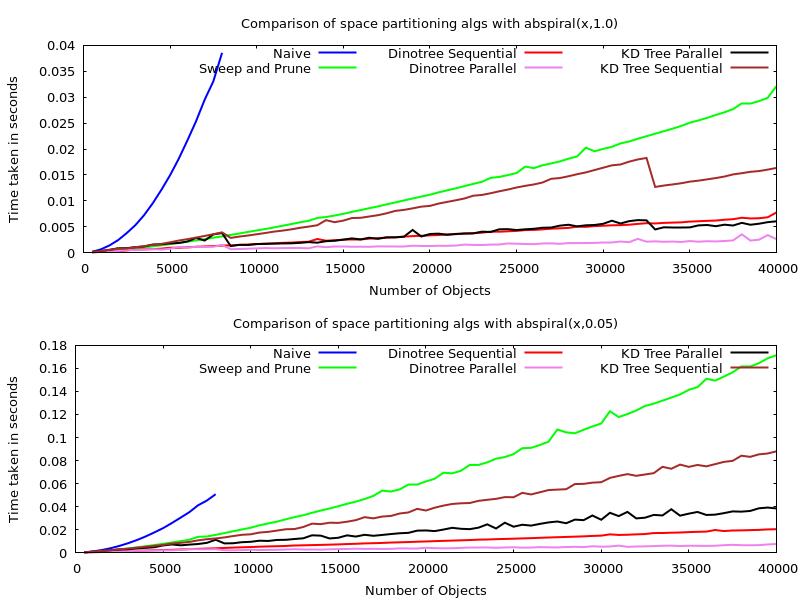 Comparison of space partitioning algs with abspiral(x,1.0)
Time taken in seconds
0.04
0.035
0.03
0.025
0.02
0.015
0.01
0.005
0
Naive Dinotree Sequential KD Tree Parallel
Sweep and Prune Dinotree Parallel KD Tree Sequential
0 5000 10000 15000 20000 25000 30000 35000 40000
Number of Objects
Comparison of space partitioning algs with abspiral(x,0.05)
Time taken in seconds
0.18
0.16
0.14
0.12
0.1
0.08
0.06
0.04
0.02
0
Naive Dinotree Sequential KD Tree Parallel
Sweep and Prune Dinotree Parallel KD Tree Sequential
0 5000 10000 15000 20000 25000 30000 35000 40000
Number of Objects